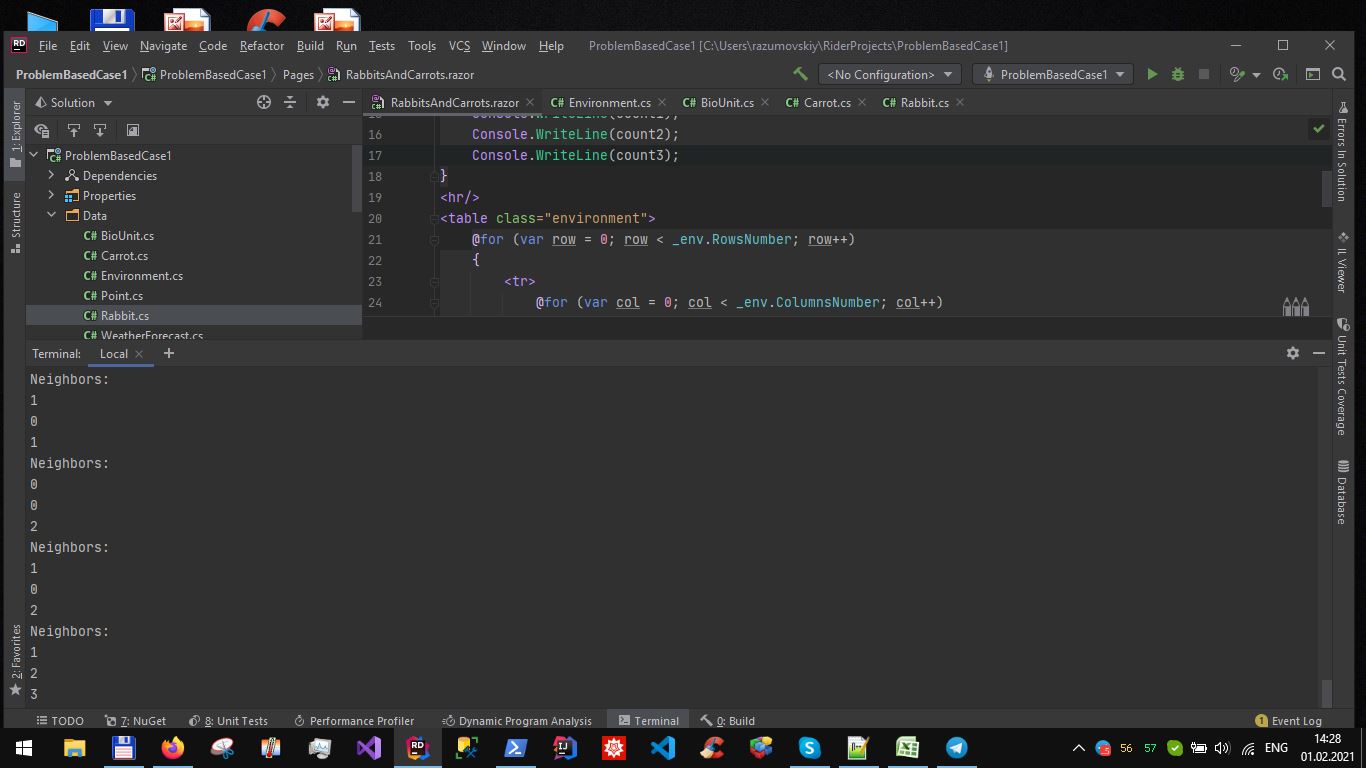 File Edit View Navigate Code Refactor Build Run Tests Tools VCS Window Help ProblemBasedCase1 [C:\Users\razumovskiy\RiderProjects\ProblemBasedCase1]
ProblemBasedCase1 ProblemBasedCase1 Pages RabbitsAndCarrots.razor <No Configuration> ProblemBasedCase1
1: Explorer
Structure
2: Favorites
Solution
ProblemBasedCase1
Dependencies
Properties
Data
C# BioUnit.cs
C# Carrot.cs
C# Environment.cs
C# Point.cs
C# Rabbit.cs
C# WeatherForecast.cs
RabbitsAndCarrots.razor C# Environment.cs C# BioUnit.cs C# Carrot.cs C# Rabbit.cs
15 Console.WriteLine(count1);
16 Console.WriteLine(count2);
17 Console.WriteLine(count3);
18 }
19 <hr/>
20 <table class="environment">
21 @for (var row = 0; row < _env.RowsNumber; row++)
22 {
23 <tr>
24 @for (var col = 0; col < _env.ColumnsNumber; col++)
Errors In Solution
IL Viewer
Unit Tests Coverage
Database
Terminal: Local
Neighbors:
1
0
1
Neighbors:
0
0
2
Neighbors:
1
0
2
Neighbors:
1
2
3
TODO 7: NuGet 8: Unit Tests Performance Profiler Dynamic Program Analysis Terminal 0: Build 1 Event Log
56 57 ENG 14:28
01.02.2021